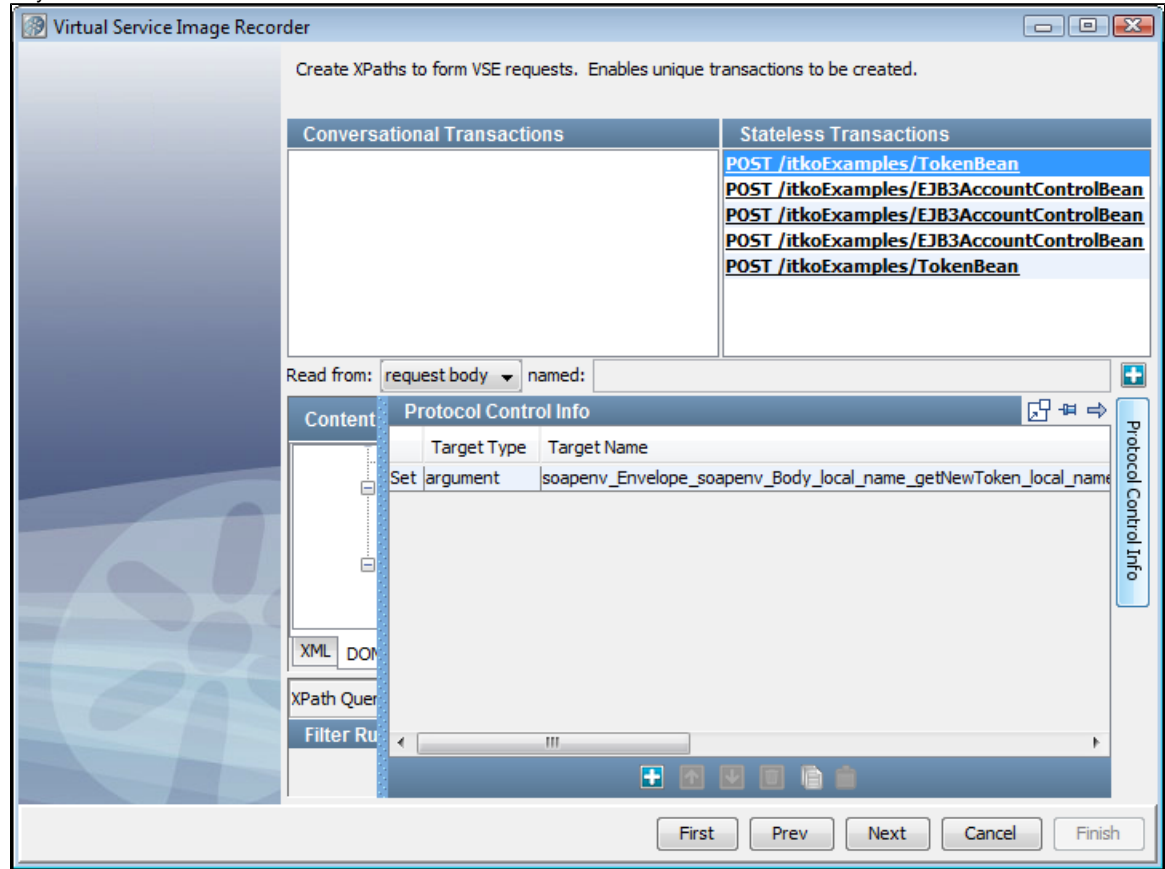 Virtual Service Image Recorder
Create XPaths to form VSE requests. Enables unique transactions to be created.
Conversational Transactions
Stateless Transactions
POST /itkoExamples/TokenBean
POST /itkoExamples/EJB3AccountControlBean
POST /itkoExamples/EJB3AccountControlBean
POST /itkoExamples/EJB3AccountControlBean
POST /itkoExamples/TokenBean
Read from: request body named:
Content
Protocol Control Info
Target Type Target Name
Set argument soapenv_Envelope_soapenv_Body_local_name_getNewToken_local_name
Protocol Control Info
XML DOM
XPath Quer
Filter Ru
First Prev Next Cancel Finish